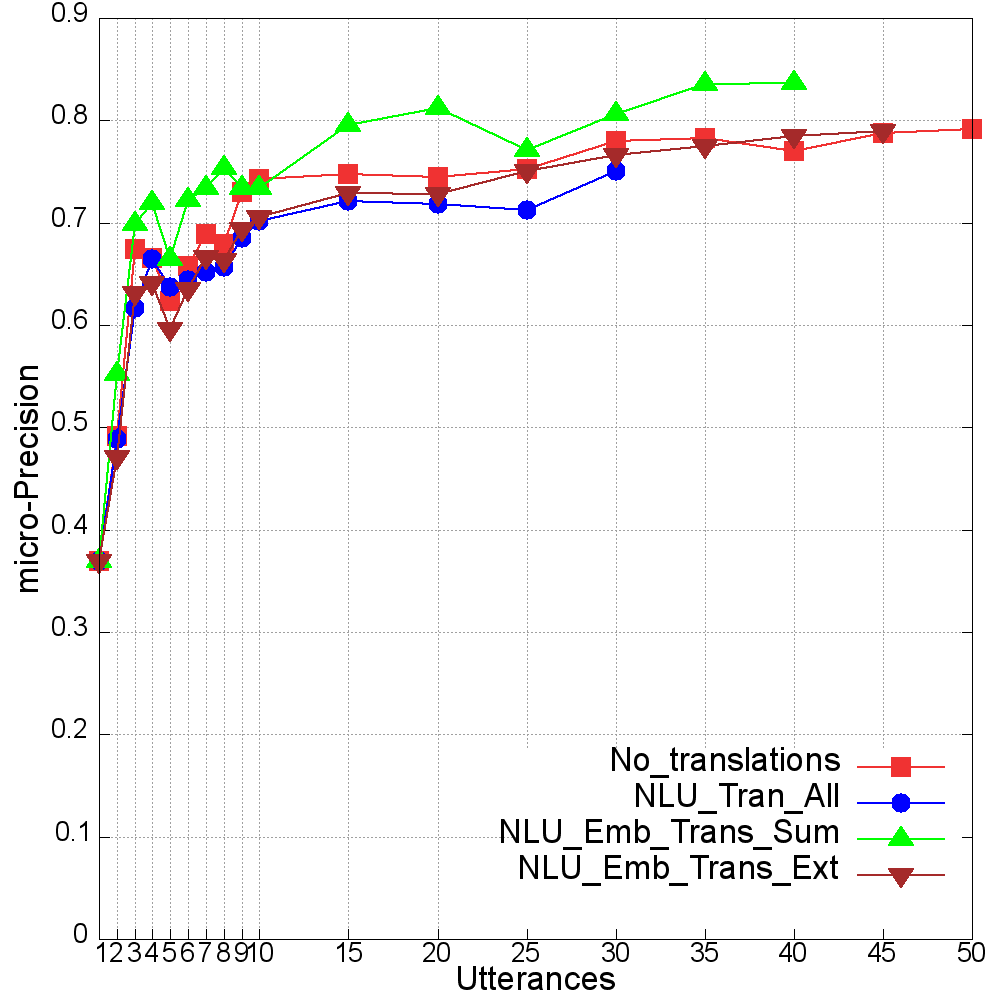 0.9
0.8
0.7
0.6
0.5
0.4
0.3
0.2
0.1
0
micro-Precision
No_translations
NLU_Tran_All
NLU_Emb_Trans_Sum
NLU_Emb_Trans_Ext
1 2 3 4 5 6 7 8 9 10 15 20 25 30 35 40 45 50
Utterances